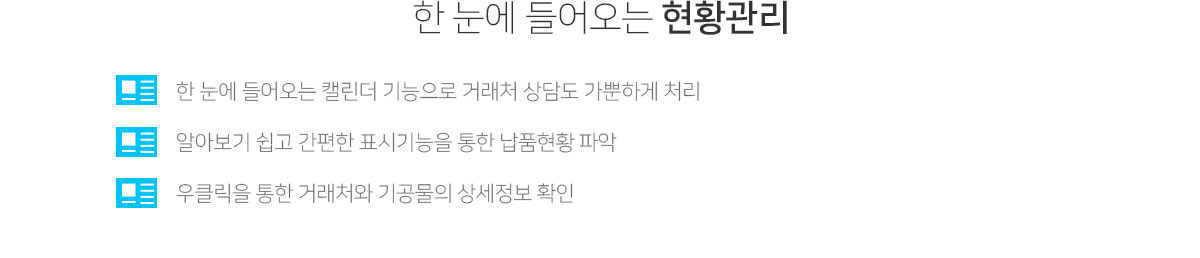 한 눈에 들어오는 현황관리
한 눈에 들어오는 캘린더 기능으로 거래처 상담도 가뿐하게 처리
알아보기 쉽고 간편한 표시기능을 통한 납품현황 파악
우클릭을 통한 거래처와 기공물의 상세정보 확인